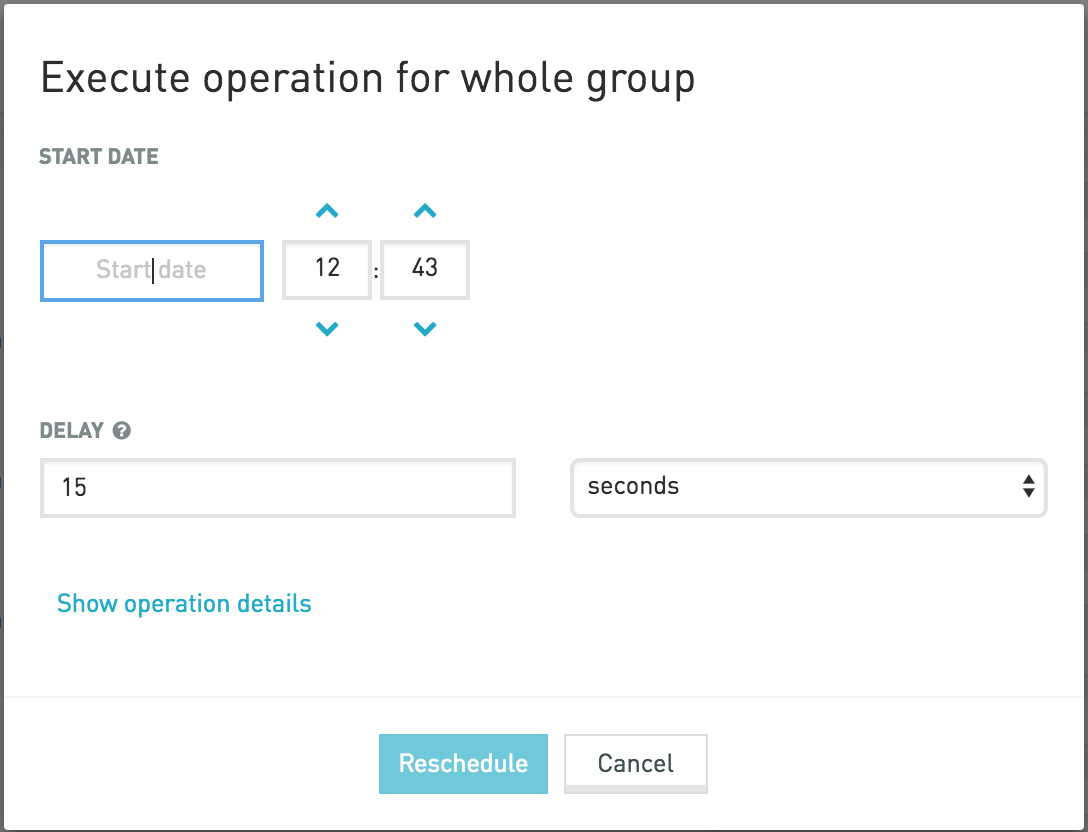 Execute operation for whole group
START DATE
Start date 12 : 43
DELAY ?
15 seconds
Show operation details
Reschedule Cancel